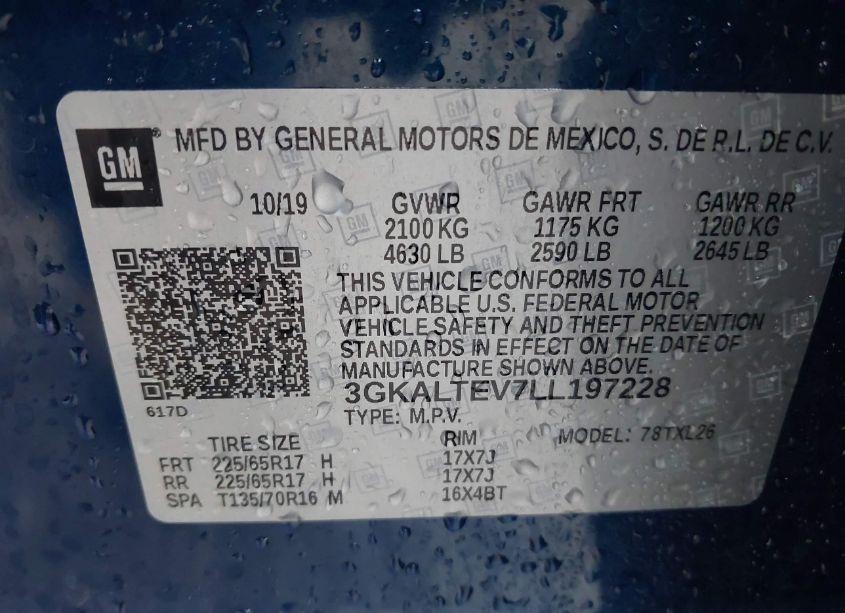 GM
MFD BY GENERAL MOTORS DE MEXICO, S. DE R.L. DE C.V.
10/19 GVWR GAWR FRT GAWR RR
2100 KG 1175 KG 1200 KG
4630 LB 2590 LB 2645 LB
THIS VEHICLE CONFORMS TO ALL
APPLICABLE U.S. FEDERAL MOTOR
VEHICLE SAFETY AND THEFT PREVENTION
STANDARDS IN EFFECT ON THE DATE OF
MANUFACTURE SHOWN ABOVE.
3GKALTEV7LL197228
617D
TYPE: M.P.V. MODEL: 78TXL26
TIRE SIZE RIM
FRT 225/65R17 H 17X7J
RR 225/65R17 H 17X7J
SPA T135/70R16 M 16X4BT